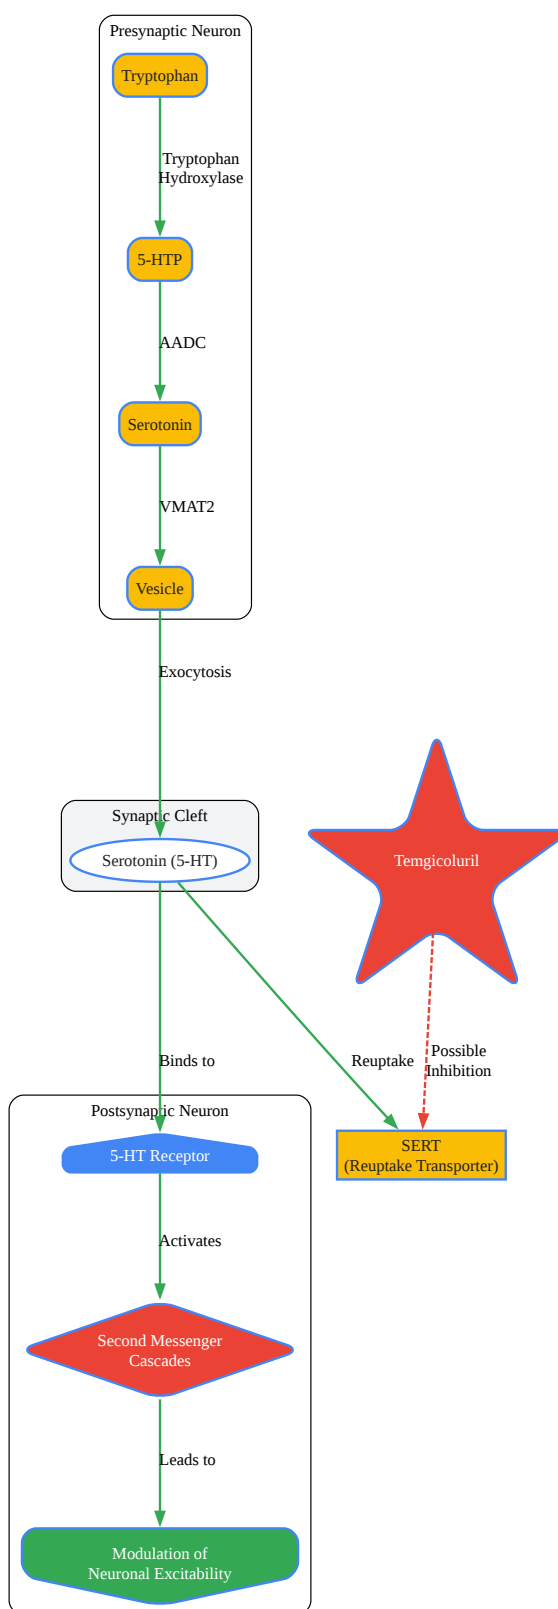 Presynaptic Neuron
Tryptophan
Tryptophan
Hydroxylase
5-HTP
AADC
Serotonin
VMAT2
Vesicle
Exocytosis
Synaptic Cleft
Serotonin (5-HT)
Temgicoluril
Binds to
Reuptake
Possible
Inhibition
Postsynaptic Neuron
5-HT Receptor
SERT
(Reuptake Transporter)
Activates
Second Messenger
Cascades
Leads to
Modulation of
Neuronal Excitability